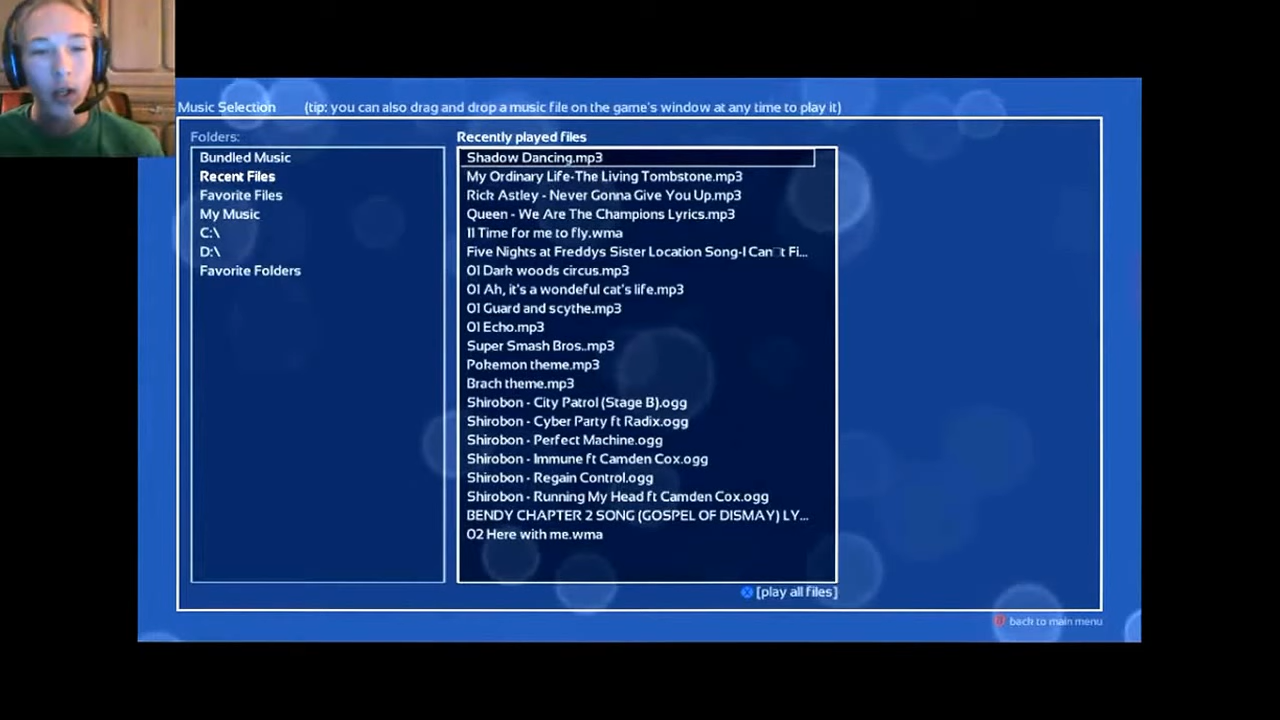 Music Selection (tip: you can also drag and drop a music file on the game's window at any time to play it)
Folders:
Bundled Music
Recent Files
Favorite Files
My Music
C:\
D:\
Favorite Folders
Recently played files
Shadow Dancing.mp3
My Ordinary Life-The Living Tombstone.mp3
Rick Astley - Never Gonna Give You Up.mp3
Queen - We Are The Champions Lyrics.mp3
11 Time for me to fly.wma
Five Nights at Freddys Sister Location Song-I Can□t Fi...
01 Dark woods circus.mp3
01 Ah, it's a wondeful cat's life.mp3
01 Guard and scythe.mp3
01 Echo.mp3
Super Smash Bros..mp3
Pokemon theme.mp3
Brach theme.mp3
Shirobon - City Patrol (Stage B).ogg
Shirobon - Cyber Party ft Radix.ogg
Shirobon - Perfect Machine.ogg
Shirobon - Immune ft Camden Cox.ogg
Shirobon - Regain Control.ogg
Shirobon - Running My Head ft Camden Cox.ogg
BENDY CHAPTER 2 SONG (GOSPEL OF DISMAY) LY...
02 Here with me.wma
X [play all files]
B back to main menu